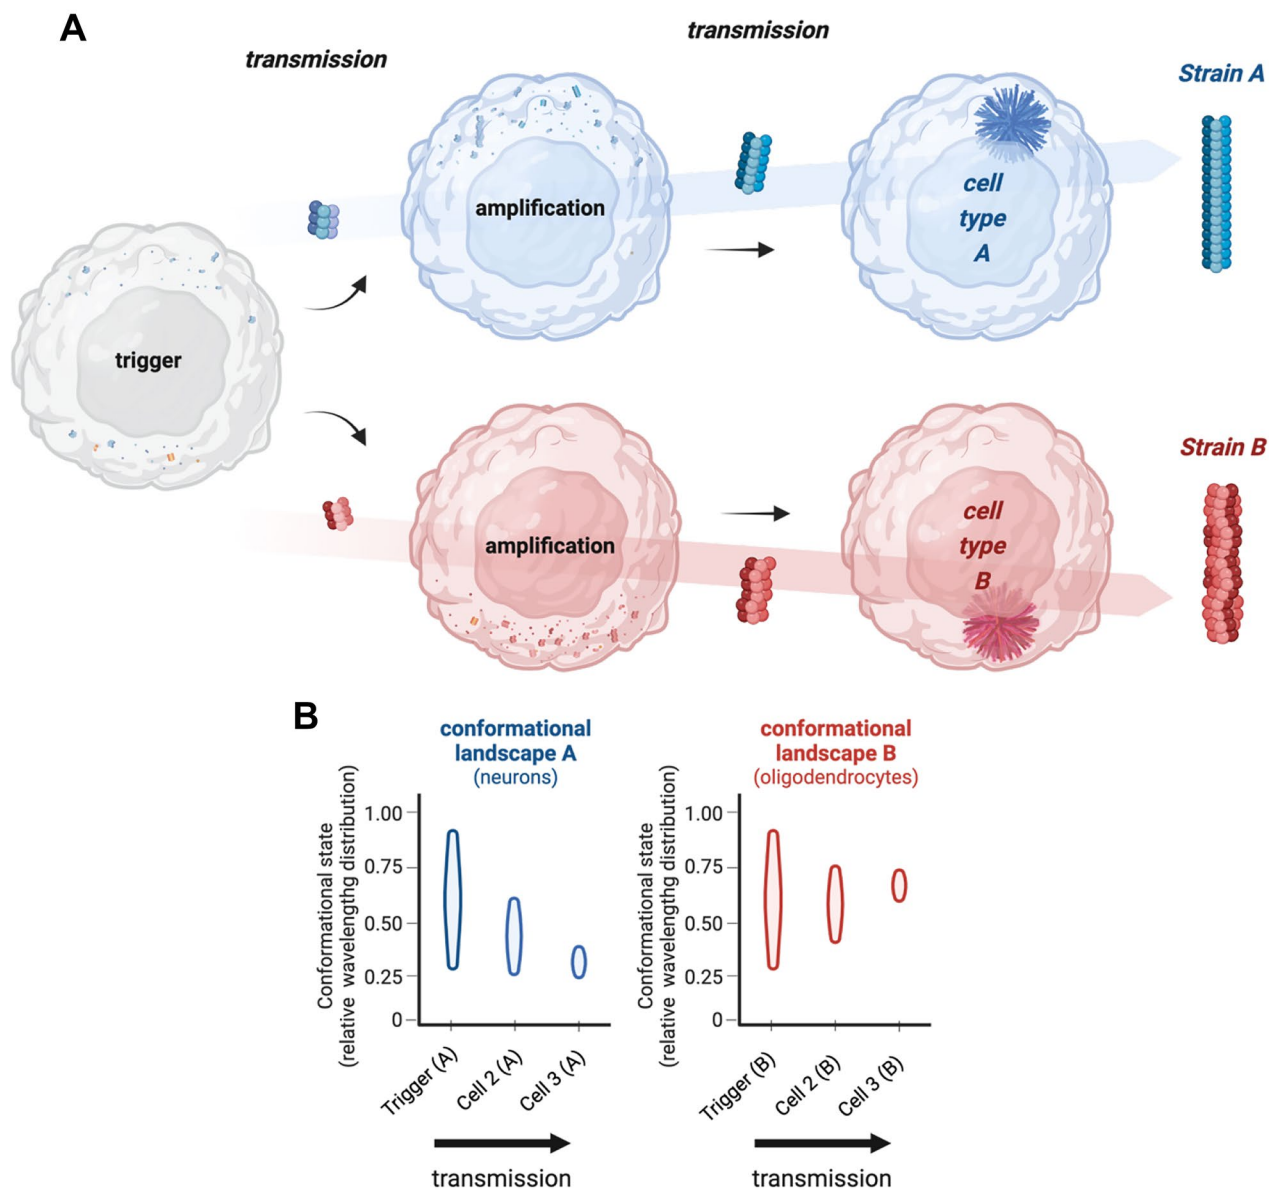 A
transmission
transmission
Strain A
amplification
cell
type
A
trigger
Strain B
amplification
cell
type
B
B
conformational
landscape A
(neurons)
Conformational state
(relative wavelengthg distribution)
1.00
0.75
0.50
0.25
0
Trigger (A)
Cell 2 (A)
Cell 3 (A)
transmission
conformational
landscape B
(oligodendrocytes)
Conformational state
(relative wavelengthg distribution)
1.00
0.75
0.50
0.25
0
Trigger (B)
Cell 2 (B)
Cell 3 (B)
transmission